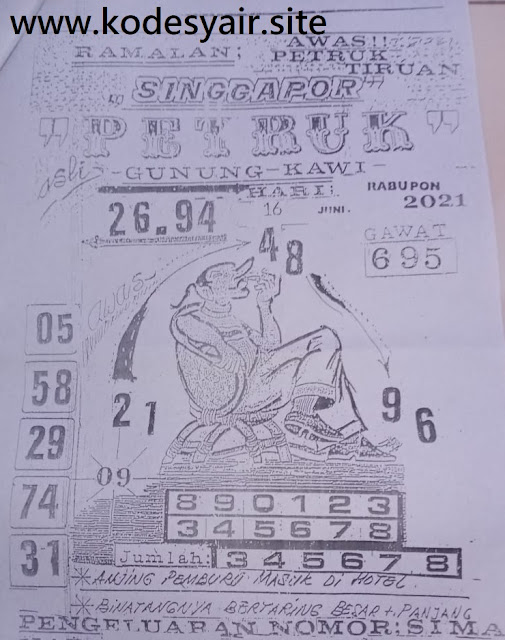 www.kodesyair.site
RAMALAN; AWAS!!
PETRUK
TIRUAN
"SINGGAPOR"
"PETRUK"
asli -GUNUNG-KAWI-
HARI; RABUPON
16 JUNI. 2021
26.94
GAWAT
695
48
awas
05
58
29
74
31
21
96
09
890123
345678
Jumlah: 345678
*ANJING PEMBURU MASUK DI HOTEL
*BINATANGNYA BERTARING BESAR + PANJANG
PENGELUARAN NOMOR: SIMA